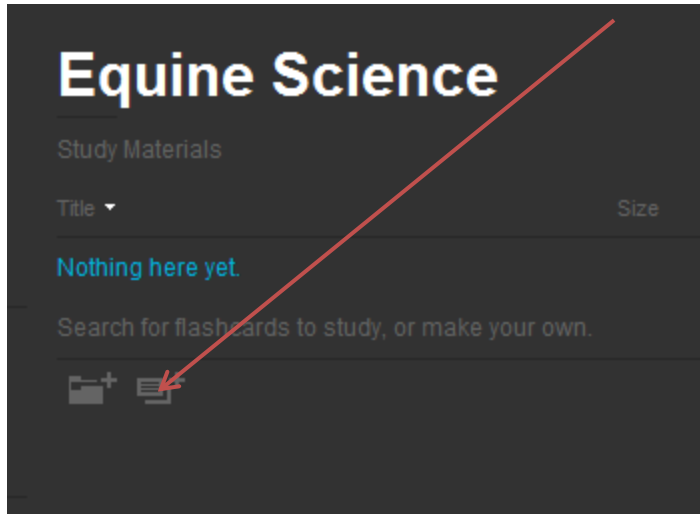 Equine Science
Study Materials
Title Size
Nothing here yet.
Search for flashcards to study, or make your own.